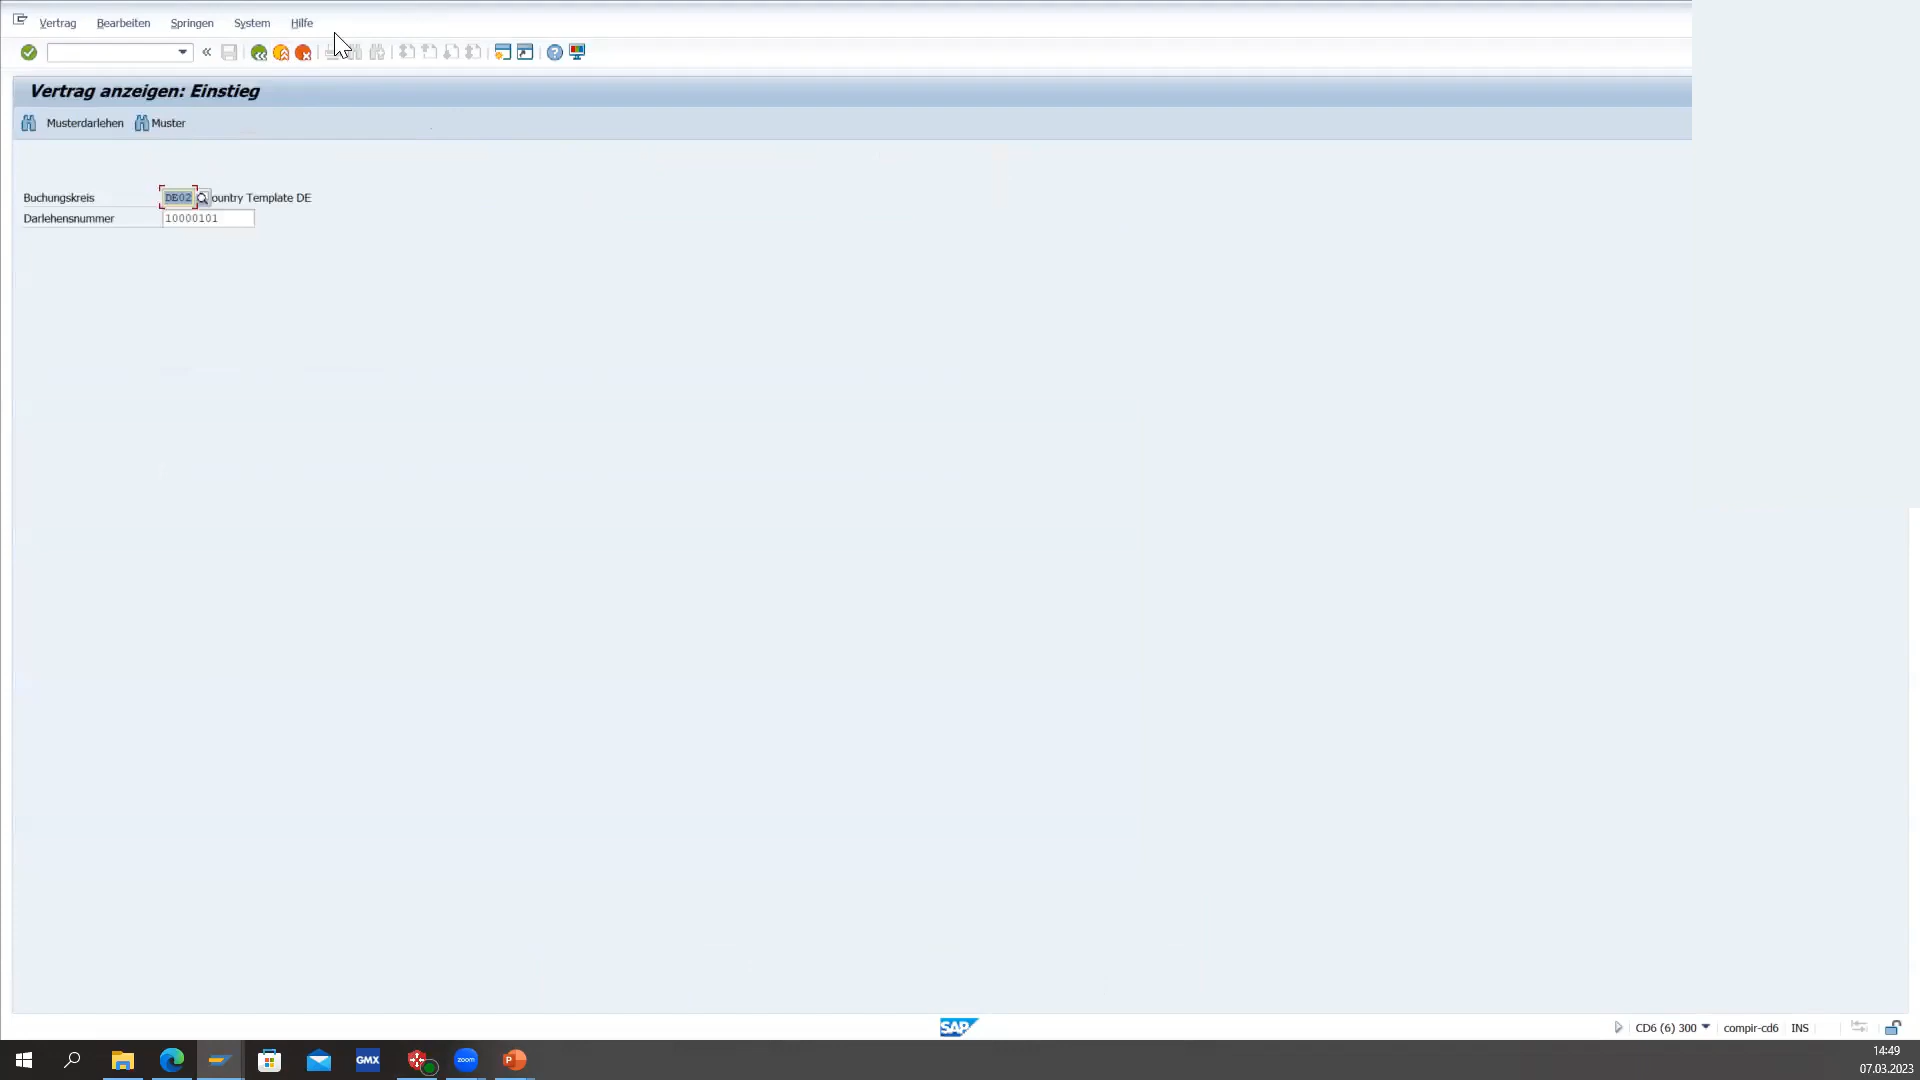 Vertrag Bearbeiten Springen System Hilfe
«
Vertrag anzeigen: Einstieg
Musterdarlehen Muster
Buchungskreis DE02 ountry Template DE
Darlehensnummer 10000101
SAP
CD6 (6) 300 compir-cd6 INS
GMX zoom P
14:49
07.03.2023